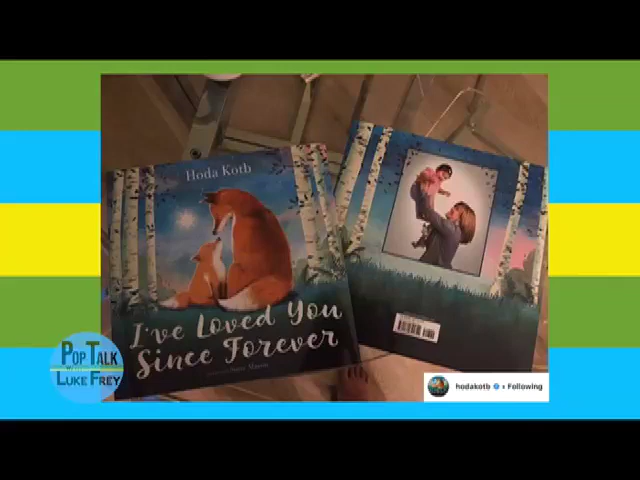 Hoda Kotb
I've Loved You
Since Forever
POP TALK
LUKE FREY
hodakotb • Following